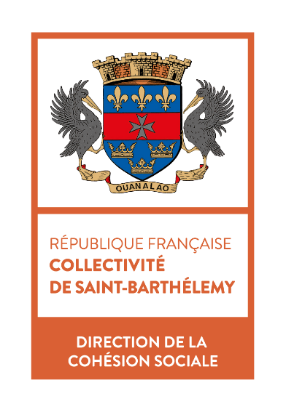 OUANALAO
RÉPUBLIQUE FRANÇAISE
COLLECTIVITÉ
DE SAINT-BARTHÉLEMY
DIRECTION DE LA
COHÉSION SOCIALE